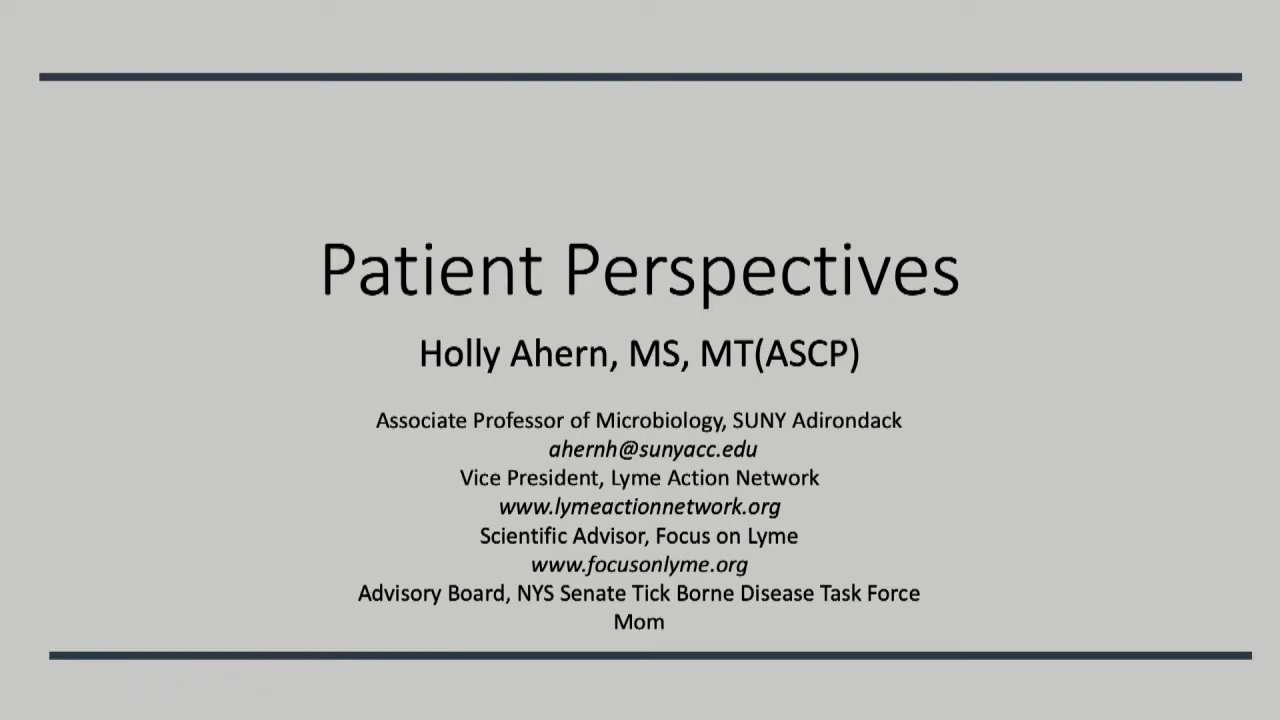 Patient Perspectives
Holly Ahern, MS, MT(ASCP)
Associate Professor of Microbiology, SUNY Adirondack
ahernh@sunyacc.edu
Vice President, Lyme Action Network
www.lymeactionnetwork.org
Scientific Advisor, Focus on Lyme
www.focusonlyme.org
Advisory Board, NYS Senate Tick Borne Disease Task Force
Mom